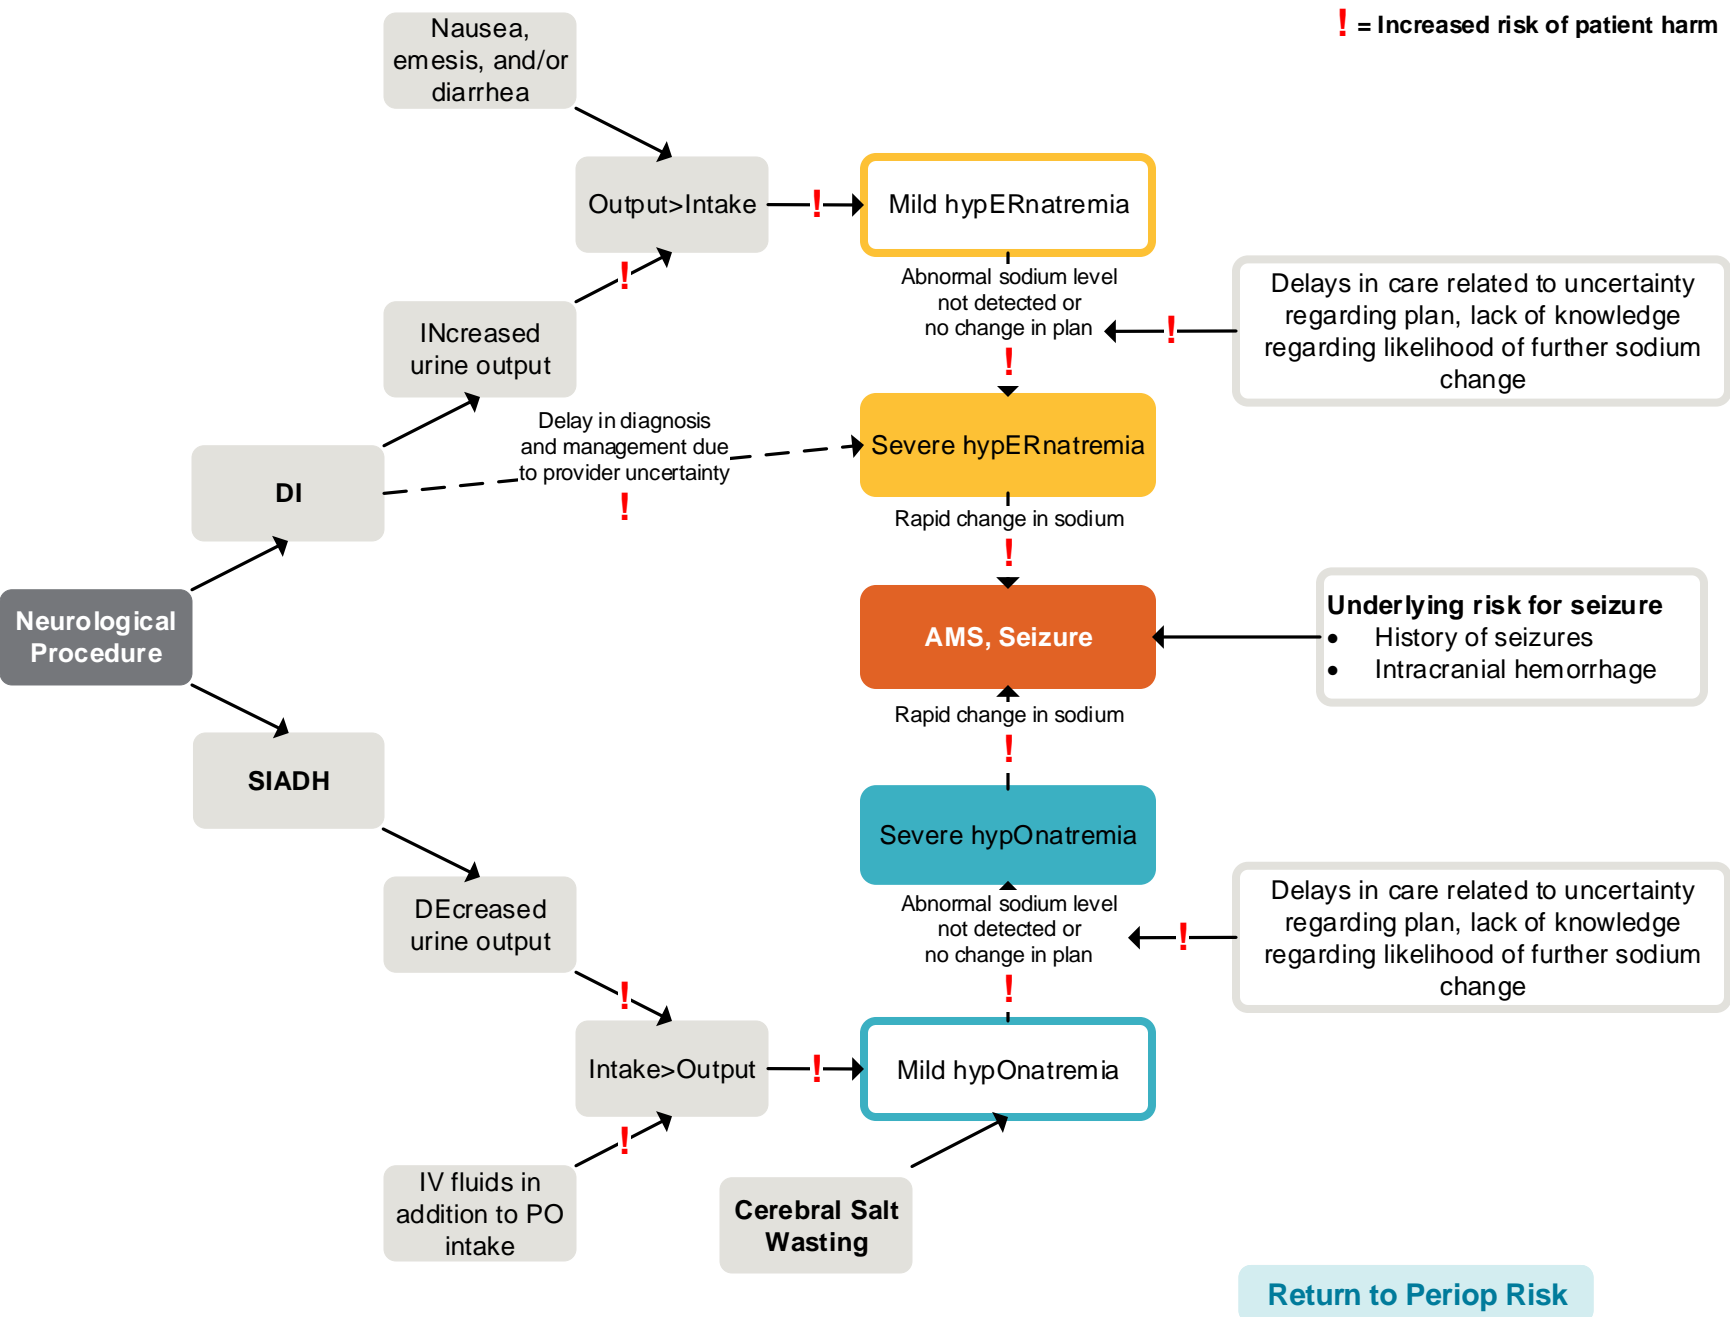 ! = Increased risk of patient harm
Nausea,
emesis, and/or
diarrhea
Output>Intake
!
Mild hypERnatremia
!
INcreased
urine output
Abnormal sodium level
not detected or
no change in plan
!
!
Delays in care related to uncertainty
regarding plan, lack of knowledge
regarding likelihood of further sodium
change
Delay in diagnosis
and management due
to provider uncertainty
!
Severe hypERnatremia
DI
Rapid change in sodium
!
Neurological
Procedure
AMS, Seizure
Underlying risk for seizure
• History of seizures
• Intracranial hemorrhage
Rapid change in sodium
!
SIADH
Severe hypOnatremia
DEcreased
urine output
Abnormal sodium level
not detected or
no change in plan
!
!
Delays in care related to uncertainty
regarding plan, lack of knowledge
regarding likelihood of further sodium
change
!
Intake>Output
!
Mild hypOnatremia
!
IV fluids in
addition to PO
intake
Cerebral Salt
Wasting
Return to Periop Risk